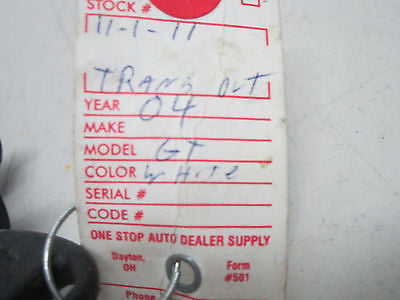 STOCK #
11-1-11
TRANS OUT
YEAR 04
MAKE
MODEL GT
COLOR WHITE
SERIAL #
CODE #
ONE STOP AUTO DEALER SUPPLY
Dayton, OH
Form #501
Phone